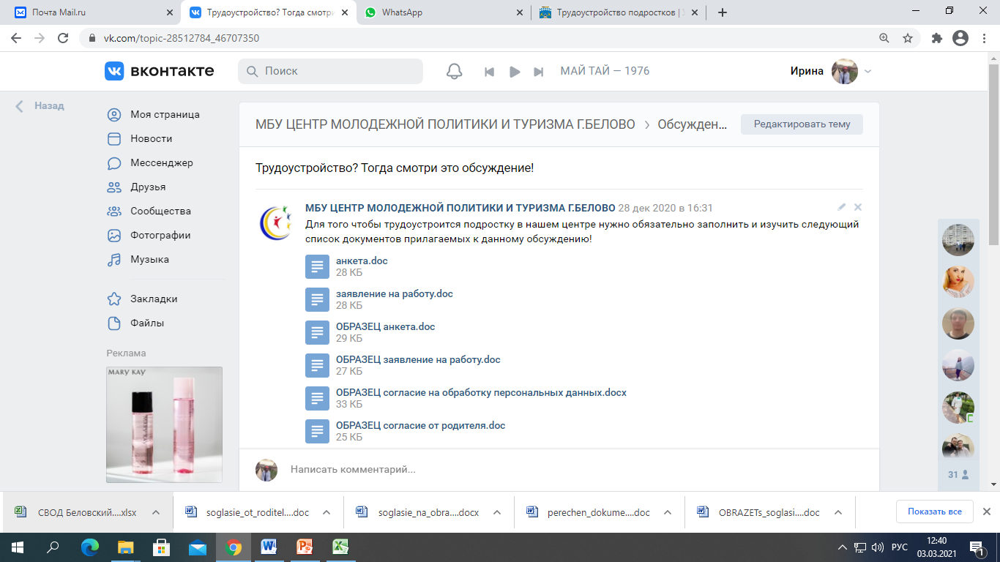 Почта Mail.ru
Трудоустройство? Тогда смотри
WhatsApp
Трудоустройство подростков |
vk.com/topic-28512784_46707350
вконтакте
Поиск
МАЙ ТАЙ — 1976
Ирина
Назад
Моя страница
Новости
Мессенджер
Друзья
Сообщества
Фотографии
Музыка
Закладки
Файлы
Реклама
MARY KAY
МБУ ЦЕНТР МОЛОДЕЖНОЙ ПОЛИТИКИ И ТУРИЗМА Г.БЕЛОВО
Обсужден...
Редактировать тему
Трудоустройство? Тогда смотри это обсуждение!
МБУ ЦЕНТР МОЛОДЕЖНОЙ ПОЛИТИКИ И ТУРИЗМА Г.БЕЛОВО 28 дек 2020 в 16:31
Для того чтобы трудоустроится подростку в нашем центре нужно обязательно заполнить и изучить следующий
список документов прилагаемых к данному обсуждению!
анкета.doc
28 КБ
заявление на работу.doc
28 КБ
ОБРАЗЕЦ анкета.doc
29 КБ
ОБРАЗЕЦ заявление на работу.doc
27 КБ
ОБРАЗЕЦ согласие на обработку персональных данных.docx
33 КБ
ОБРАЗЕЦ согласие от родителя.doc
25 КБ
Написать комментарий...
31
СВОД Беловский....xlsx
soglasie_ot_roditel....doc
soglasie_na_obra....docx
perechen_dokume....doc
OBRAZETs_soglasi....doc
Показать все
РУС
12:40
03.03.2021
1